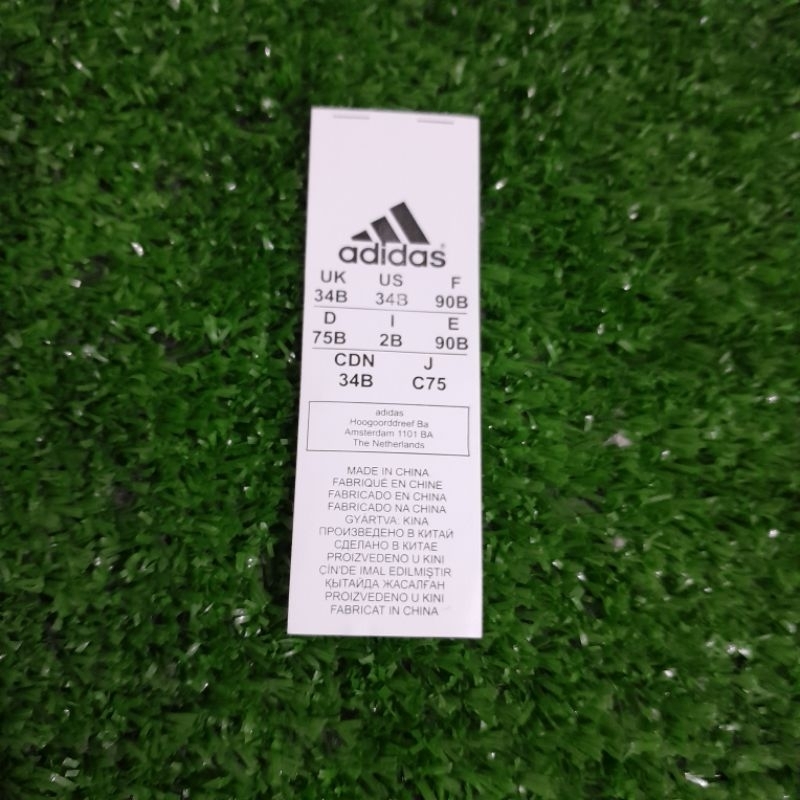 adidas
UK US F
34B 34B 90B
D I E
75B 2B 90B
CDN J
34B C75
adidas
Hoogoorddreef Ba
Amsterdam 1101 BA
The Netherlands
MADE IN CHINA
FABRIQUÉ EN CHINE
FABRICADO EN CHINA
FABRICADO NA CHINA
GYARTVA: KINA
ПРОИЗВЕДЕНО В КИТАЙ
СДЕЛАНО В КИТАЕ
PROIZVEDENO U KINI
CİN'DE IMAL EDILMIŞTIR
ҚЫТАЙДА ЖАСАЛҒАН
PROIZVEDENO U KINI
FABRICAT IN CHINA